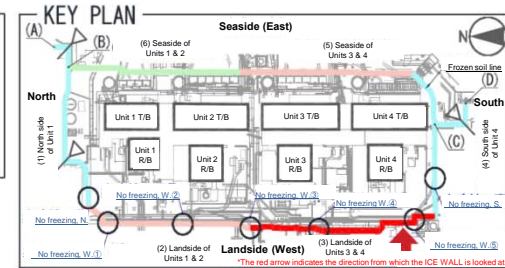 KEY PLAN
Seaside (East)
N
(A)
(B)
(6) Seaside of
Units 1 & 2
(5) Seaside of
Units 3 & 4
Frozen soil line
(D)
North
South
(1) North side
of Unit 1
Unit 1 T/B
Unit 2 T/B
Unit 3 T/B
Unit 4 T/B
(C)
(4) South side
of Unit 4
Unit 1
R/B
Unit 2
R/B
Unit 3
R/B
Unit 4
R/B
No freezing, W.②
No freezing, W.③
No freezing, W.④
No freezing, S.
No freezing, N.
No freezing, W.①
(2) Landside of
Units 1 & 2
Landside (West)
(3) Landside of
Units 3 & 4
No freezing, W.⑤
*The red arrow indicates the direction from which the ICE WALL is looked at